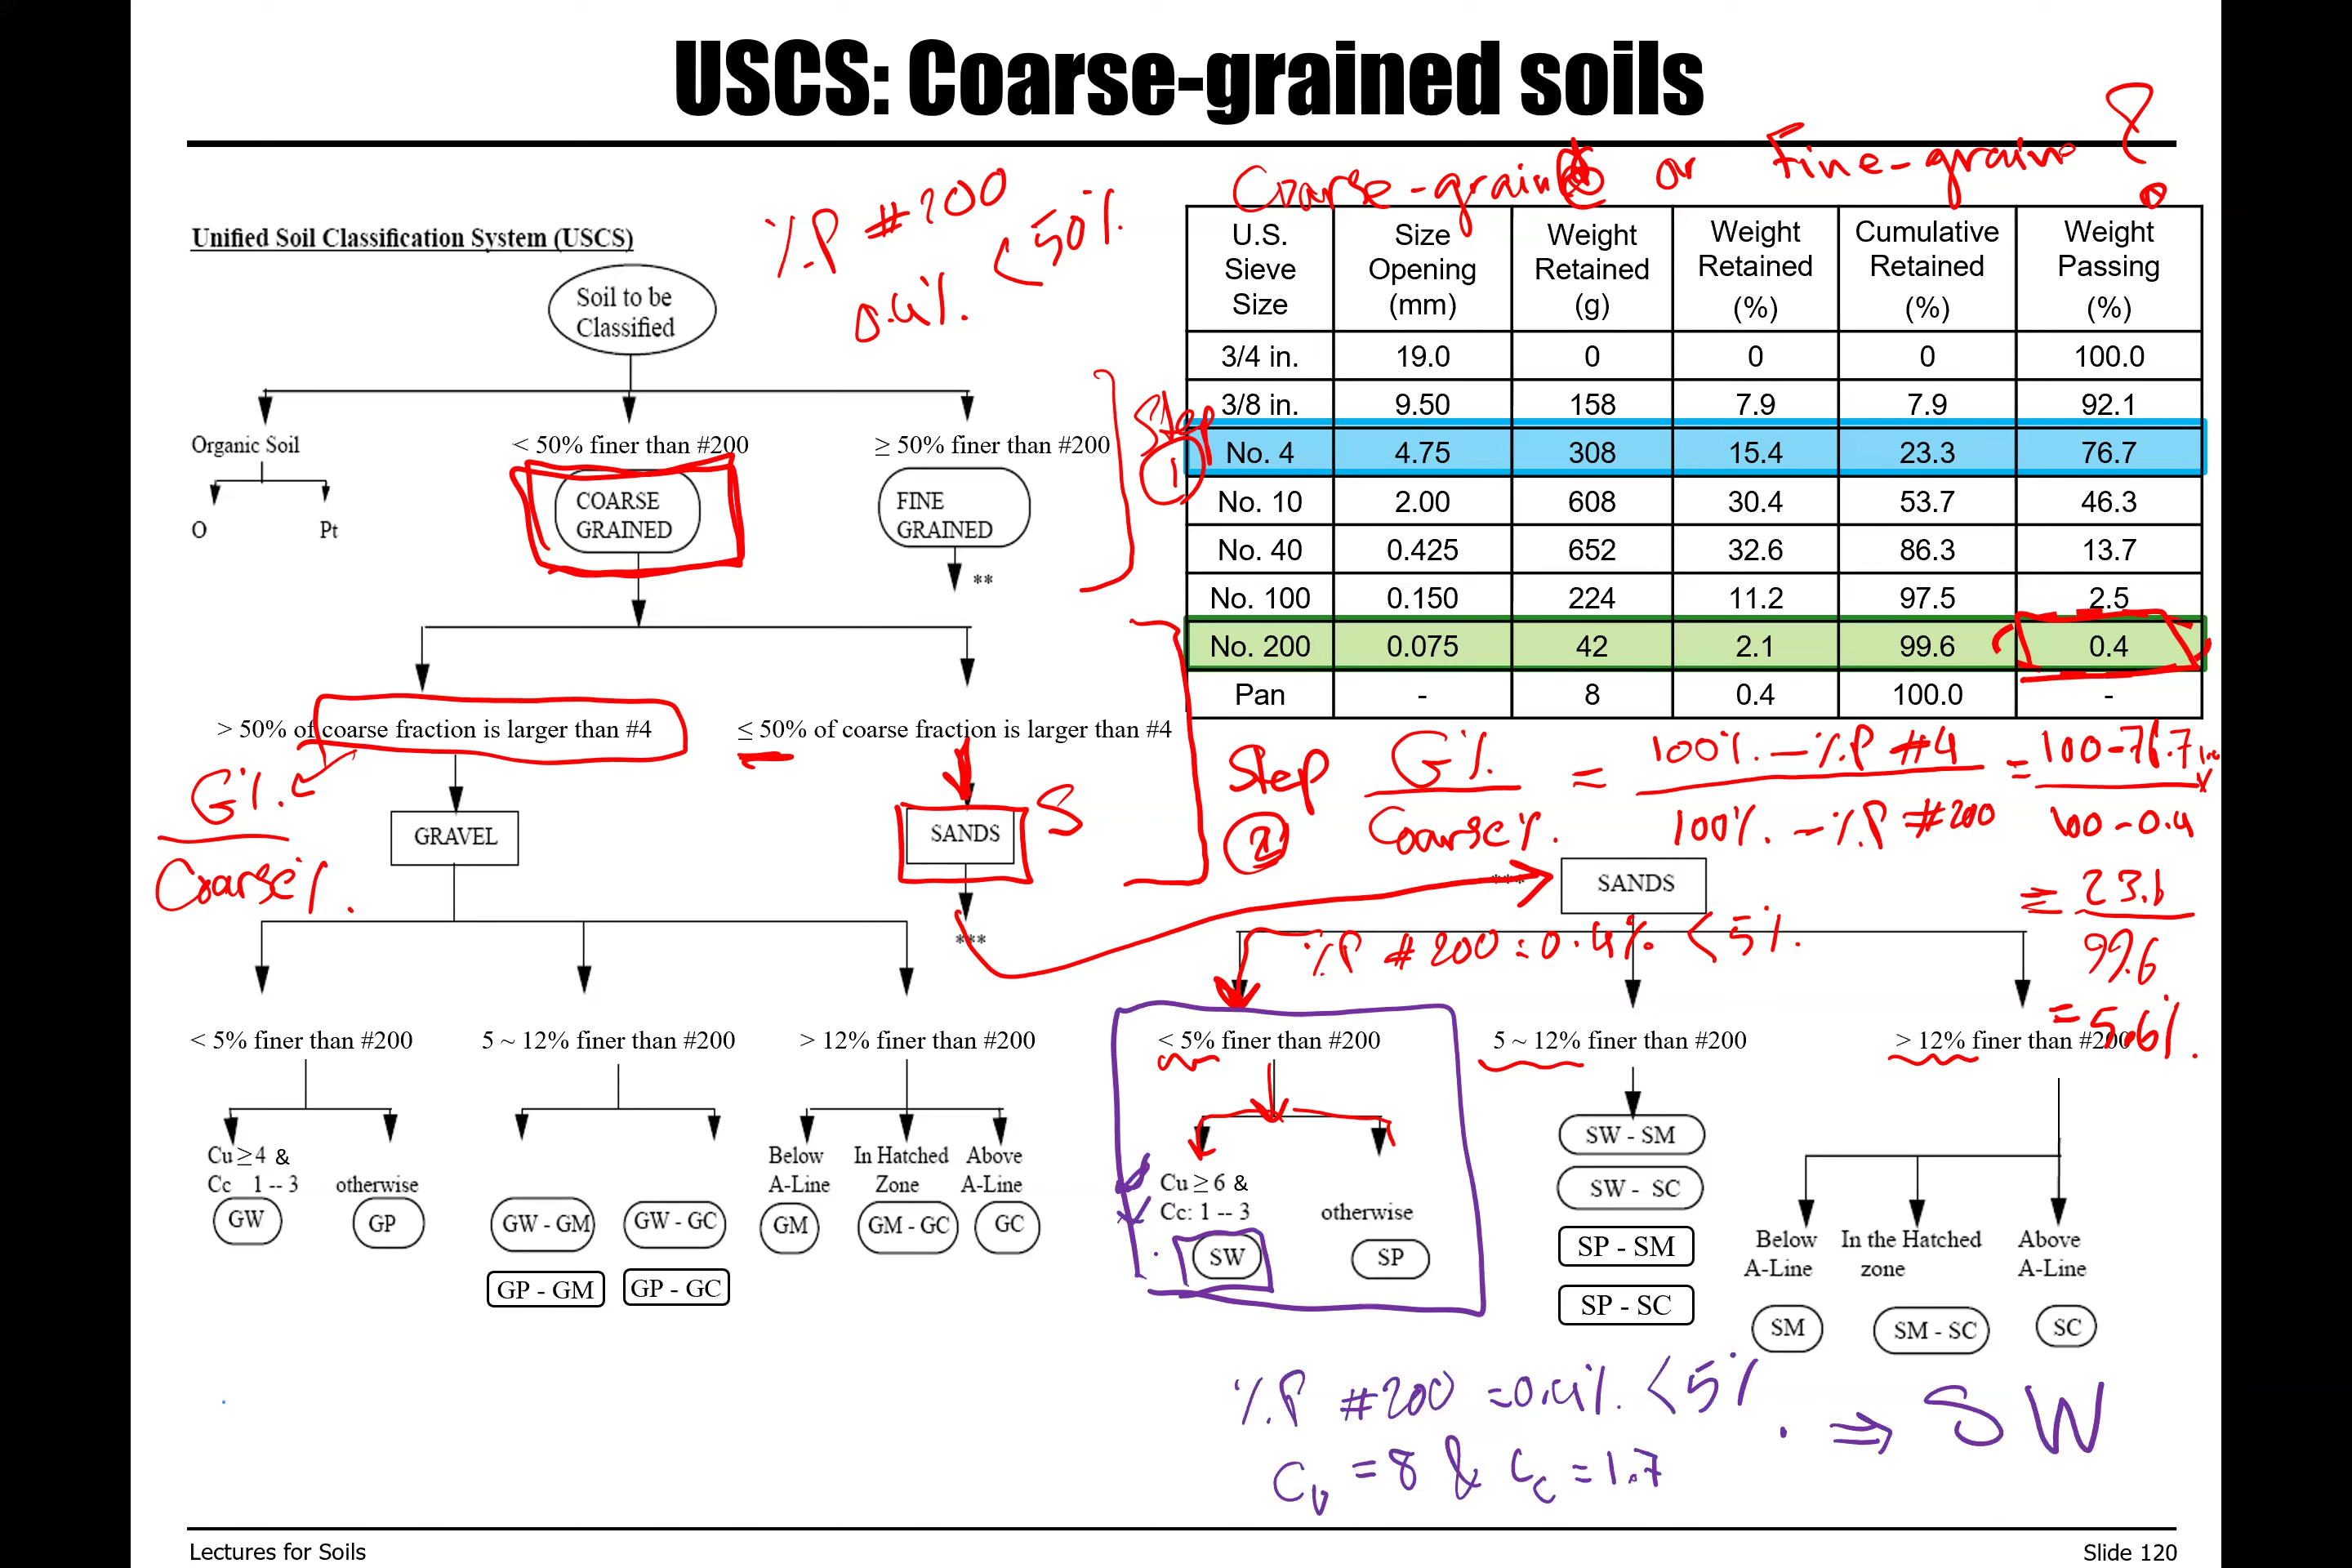 USCS: Coarse-grained soils
Coarse-grained or Fine-grain ?
%P #200
0.4% < 50%
Unified Soil Classification System (USCS)
Soil to be
Classified
Organic Soil
O
Pt
< 50% finer than #200
COARSE
GRAINED
≥ 50% finer than #200
FINE
GRAINED
**
Step
1
U.S. Sieve Size | Size Opening (mm) | Weight Retained (g) | Weight Retained (%) | Cumulative Retained (%) | Weight Passing (%)
3/4 in. 19.0 0 0 0 100.0
3/8 in. 9.50 158 7.9 7.9 92.1
No. 4 4.75 308 15.4 23.3 76.7
No. 10 2.00 608 30.4 53.7 46.3
No. 40 0.425 652 32.6 86.3 13.7
No. 100 0.150 224 11.2 97.5 2.5
No. 200 0.075 42 2.1 99.6 0.4
Pan - 8 0.4 100.0 -
> 50% of coarse fraction is larger than #4
≤ 50% of coarse fraction is larger than #4
G%
Coarse%.
GRAVEL
SANDS
S
***
Step
2
G% / Coarse% = 100% - %P #4 / 100% - %P #200 = 100-76.7 / 100-0.4
***
SANDS
%P #200 = 0.4% < 5%.
< 5% finer than #200
5 ~ 12% finer than #200
> 12% finer than #200
Cu ≥ 4 &
Cc 1 -- 3
GW
otherwise
GP
GW - GM
GW - GC
GP - GM
GP - GC
Below
A-Line
GM
In Hatched
Zone
GM - GC
Above
A-Line
GC
< 5% finer than #200
5 ~ 12% finer than #200
> 12% finer than #200
Cu ≥ 6 &
Cc: 1 -- 3
SW
otherwise
SP
SW - SM
SW - SC
SP - SM
SP - SC
Below
A-Line
SM
In the Hatched
zone
SM - SC
Above
A-Line
SC
%P #200 = 0.4% < 5%. ⇒ SW
Cu = 8 & Cc = 1.7
Lectures for Soils
Slide 120